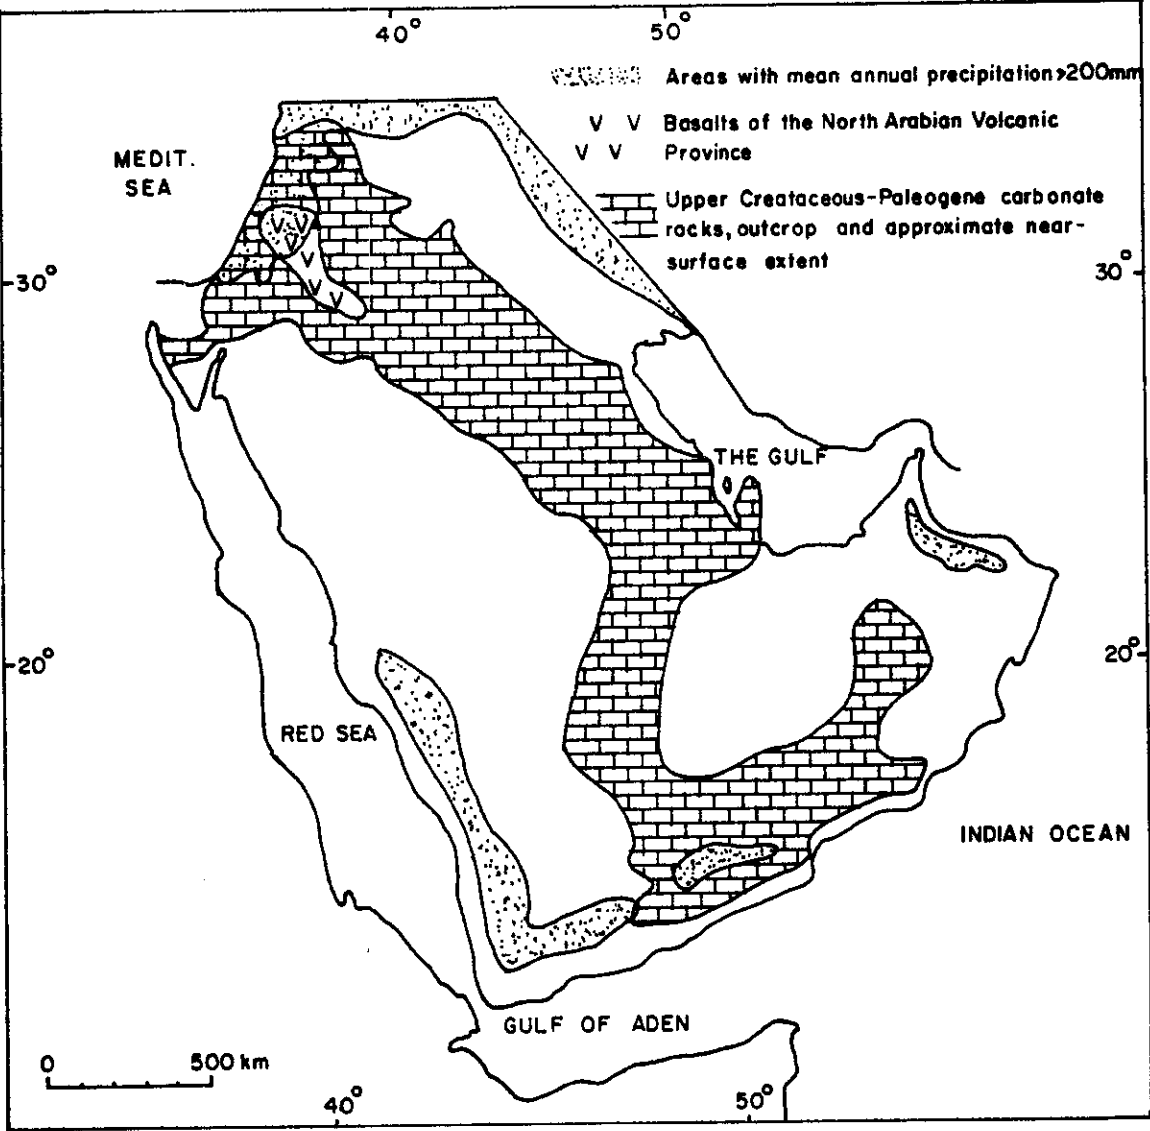 40° 50°
Areas with mean annual precipitation>200mm
V V Basalts of the North Arabian Volcanic
V V Province
Upper Creataceous-Paleogene carbonate
rocks, outcrop and approximate near-
surface extent
MEDIT.
SEA
V V
V
V
V
V
30° 30°
THE GULF
20° 20°
RED SEA
INDIAN OCEAN
GULF OF ADEN
0 500 km
40° 50°